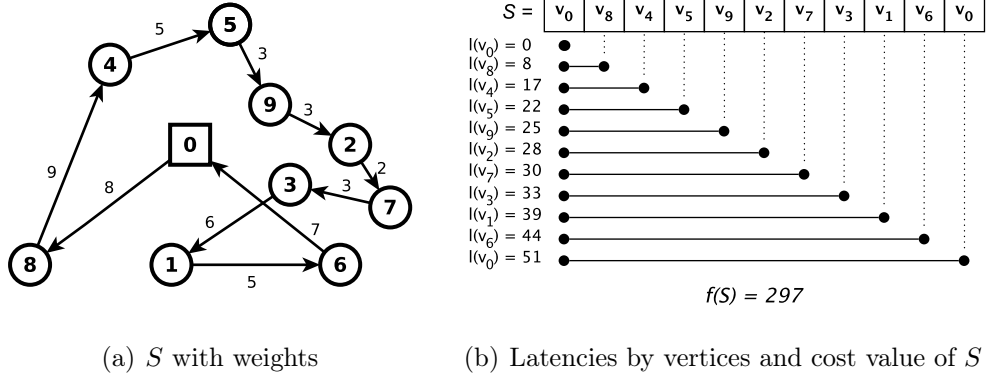 5
5
3
4
9
3
S = v0 v8 v4 v5 v9 v2 v7 v3 v1 v6 v0
0
2
2
9
3
3
7
8
6
7
8
1
5
6
l(v0) = 0
l(v8) = 8
l(v4) = 17
l(v5) = 22
l(v9) = 25
l(v2) = 28
l(v7) = 30
l(v3) = 33
l(v1) = 39
l(v6) = 44
l(v0) = 51
f(S) = 297
(a) S with weights
(b) Latencies by vertices and cost value of S